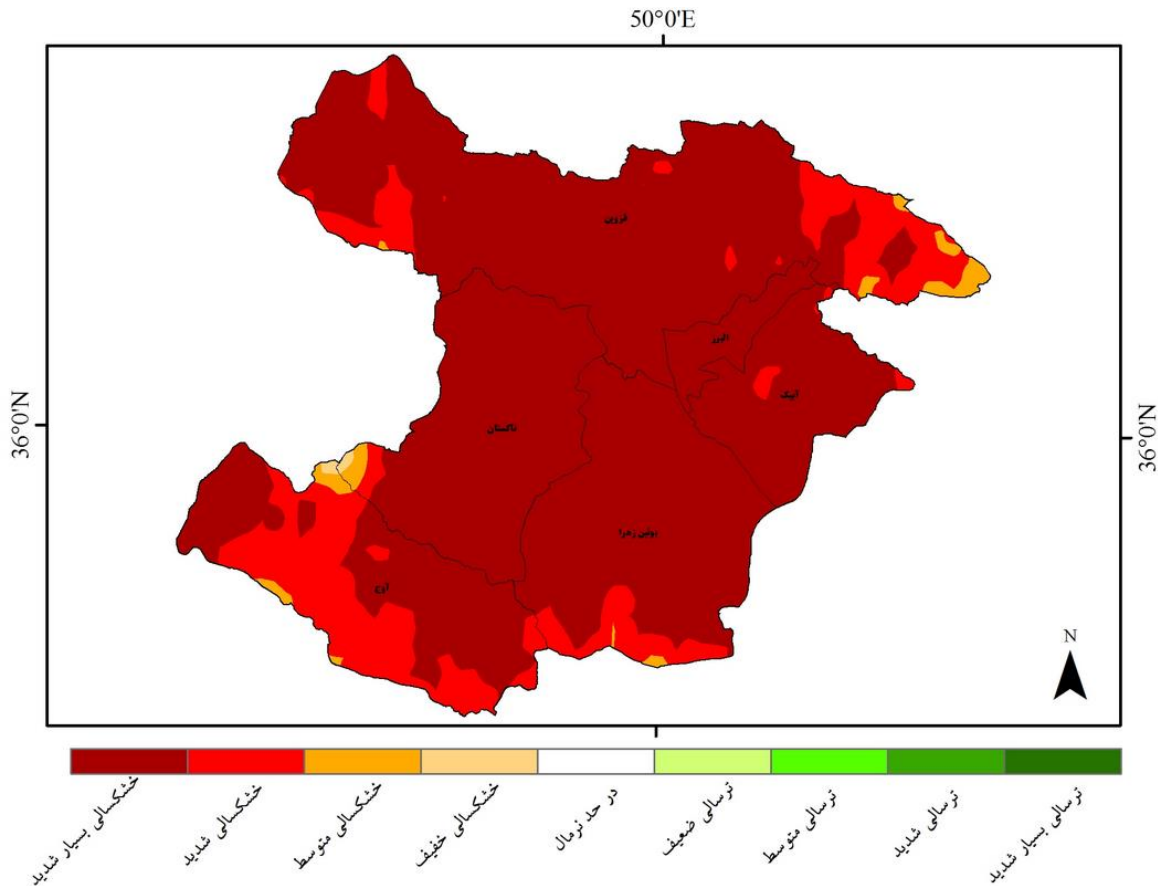 50°0'E
قزوین
البرز
آبیک
تاکستان
36°0'N
36°0'N
بوئین زهرا
آوج
N
خشکسالی بسیار شدید
خشکسالی شدید
خشکسالی متوسط
خشکسالی خفیف
در حد نرمال
ترسالی ضعیف
ترسالی متوسط
ترسالی شدید
ترسالی بسیار شدید